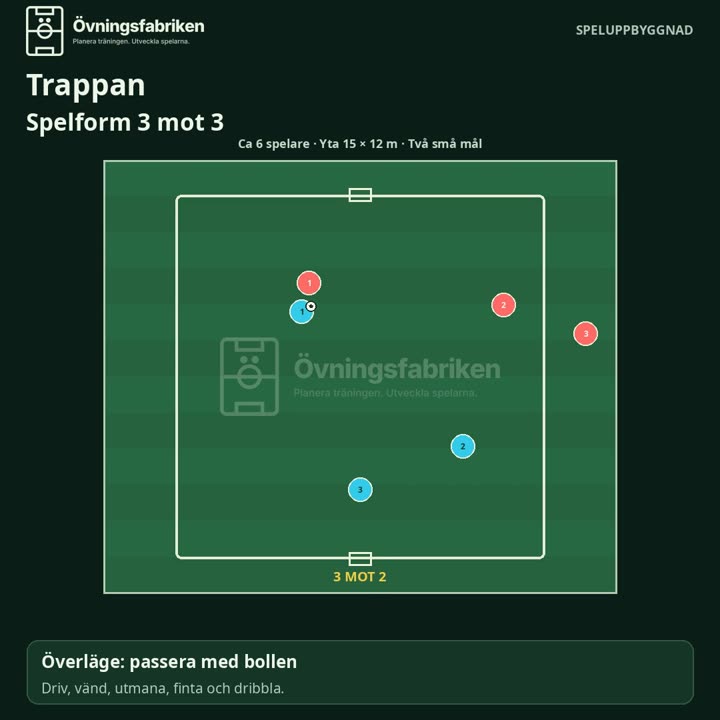 Övningsfabriken
Planera träningen. Utveckla spelarna.
SPELUPPBYGGNAD
Trappan
Spelform 3 mot 3
Ca 6 spelare · Yta 15 × 12 m · Två små mål
1
1
2
3
Övningsfabriken
Planera träningen. Utveckla spelarna.
2
3
3 MOT 2
Överläge: passera med bollen
Driv, vänd, utmana, finta och dribbla.